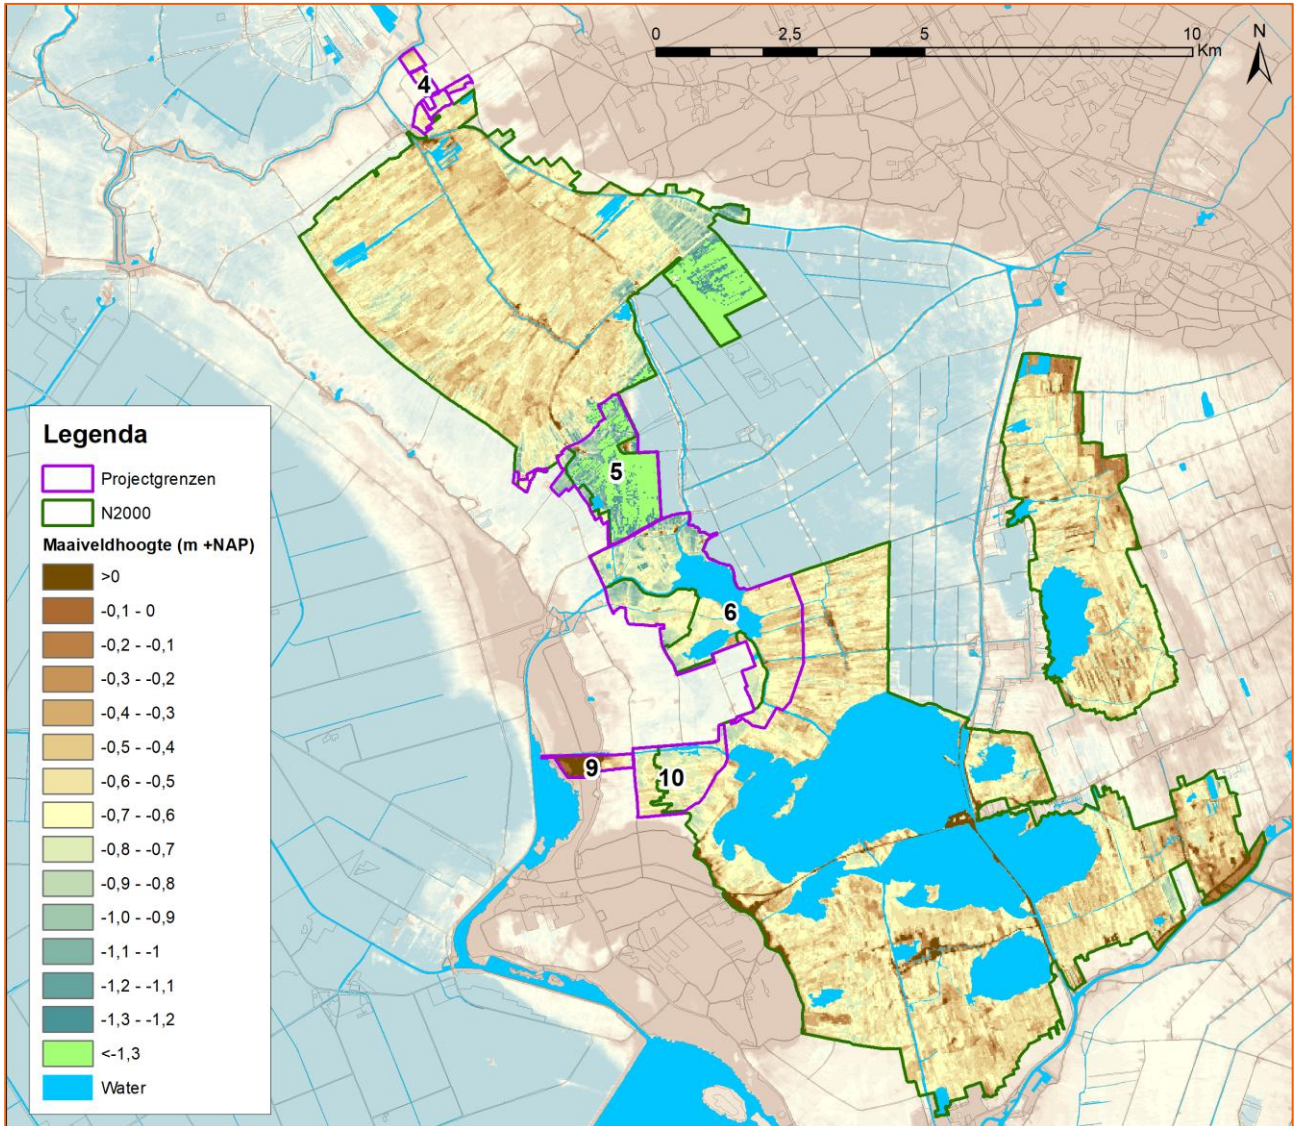 0 2,5 5 10
Km
N
4
5
6
9
10
Legenda
Projectgrenzen
N2000
Maaiveldhoogte (m +NAP)
>0
-0,1 - 0
-0,2 - -0,1
-0,3 - -0,2
-0,4 - -0,3
-0,5 - -0,4
-0,6 - -0,5
-0,7 - -0,6
-0,8 - -0,7
-0,9 - -0,8
-1,0 - -0,9
-1,1 - -1
-1,2 - -1,1
-1,3 - -1,2
<-1,3
Water